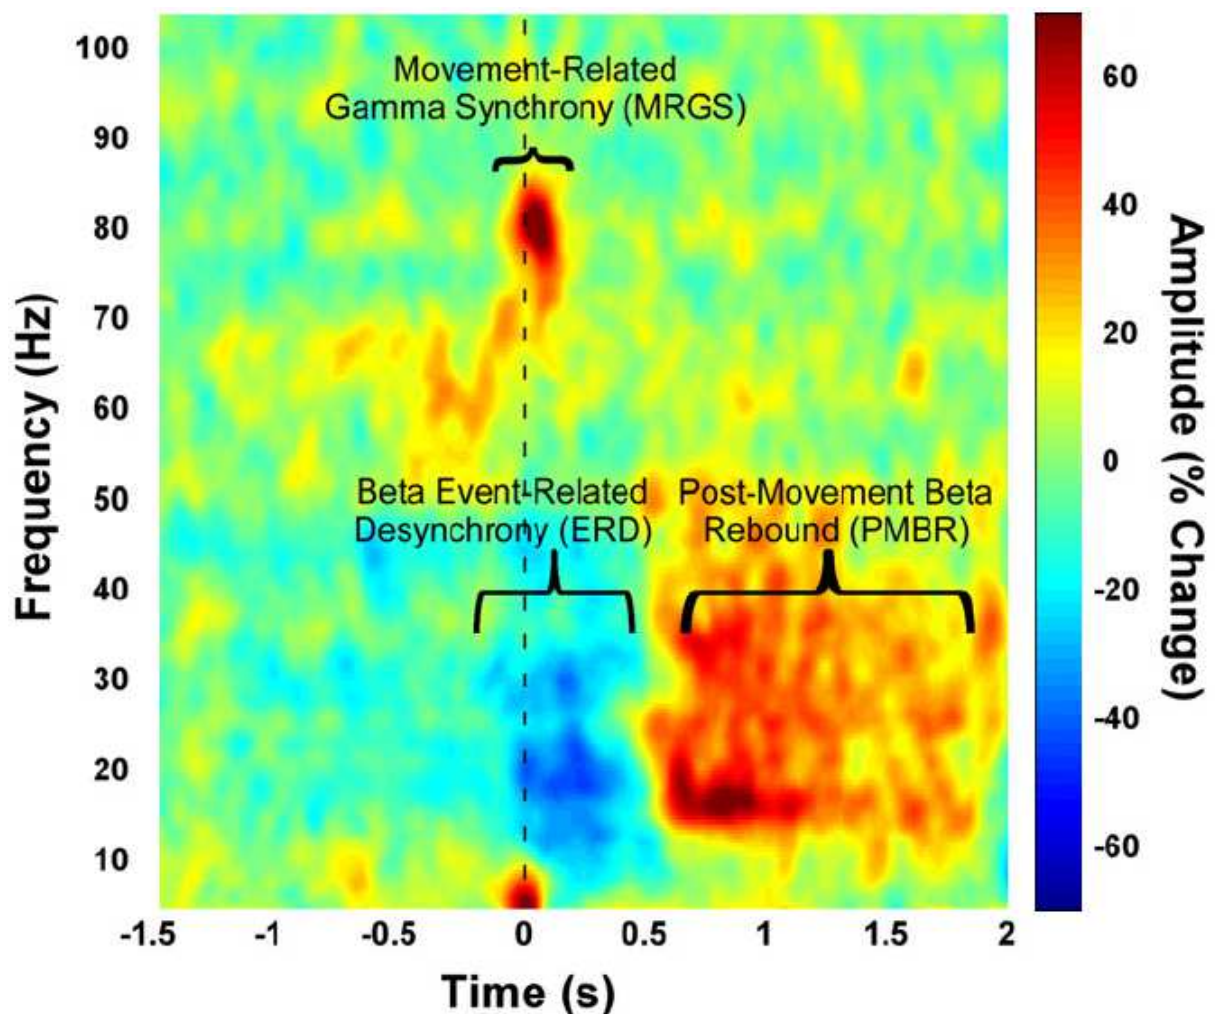 Movement-Related
Gamma Synchrony (MRGS)
Beta Event-Related
Desynchrony (ERD)
Post-Movement Beta
Rebound (PMBR)
Frequency (Hz)
100
90
80
70
60
50
40
30
20
10
-1.5
-1
-0.5
0
0.5
1
1.5
2
Time (s)
60
40
20
0
-20
-40
-60
Amplitude (% Change)